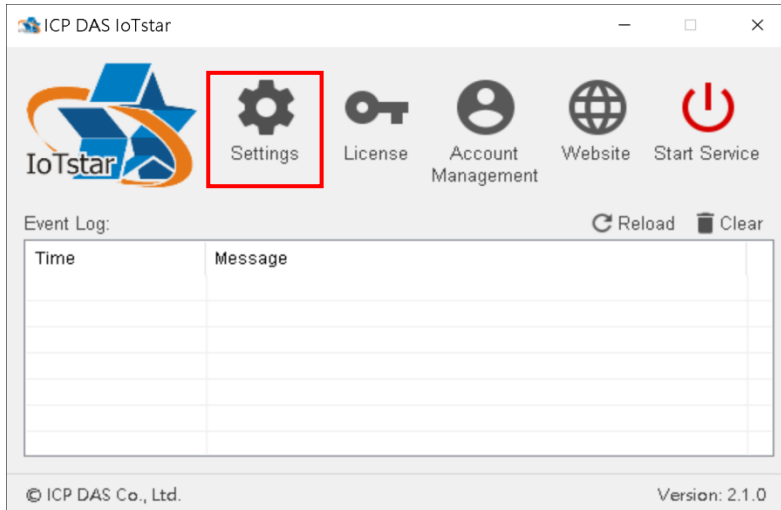 ICP DAS IoTstar
IoTstar
Settings
License
Account
Management
Website
Start Service
Event Log:
Reload
Clear
Time
Message
© ICP DAS Co., Ltd.
Version: 2.1.0